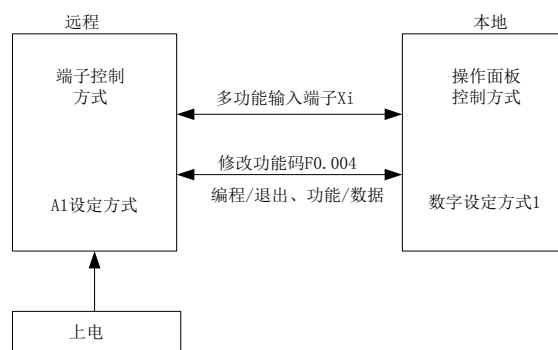 远程
本地
端子控制
方式
操作面板
控制方式
多功能输入端子Xi
修改功能码F0.004
编程/退出、功能/数据
A1设定方式
数字设定方式1
上电